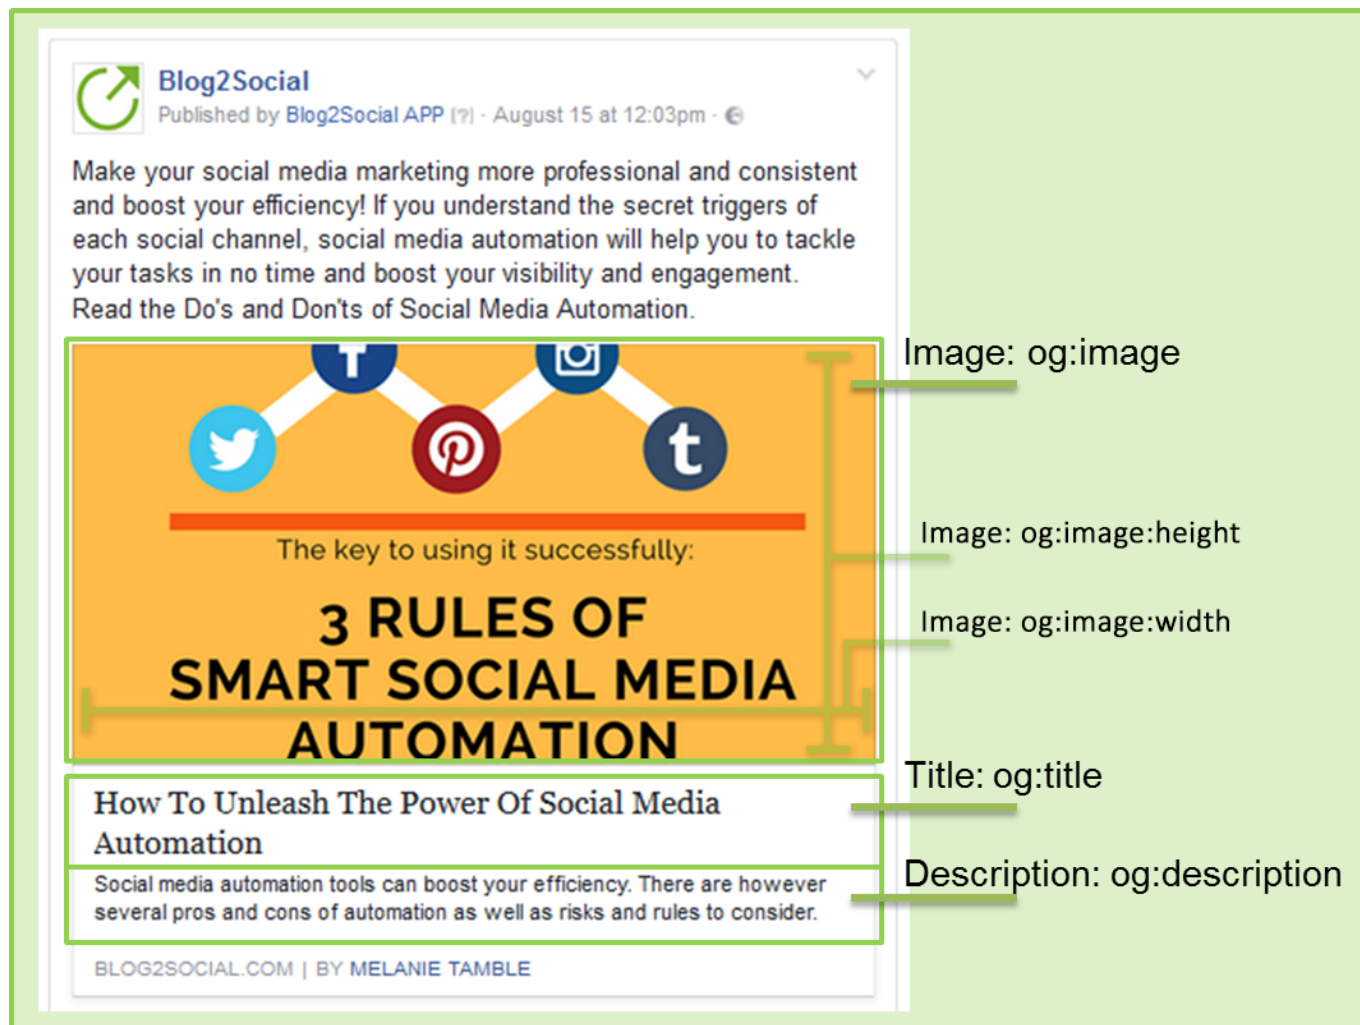 Blog2Social
Published by Blog2Social APP [?] · August 15 at 12:03pm ·
Make your social media marketing more professional and consistent
and boost your efficiency! If you understand the secret triggers of
each social channel, social media automation will help you to tackle
your tasks in no time and boost your visibility and engagement.
Read the Do's and Don'ts of Social Media Automation.
Image: og:image
The key to using it successfully:
Image: og:image:height
3 RULES OF
Image: og:image:width
SMART SOCIAL MEDIA
AUTOMATION
Title: og:title
How To Unleash The Power Of Social Media
Automation
Description: og:description
Social media automation tools can boost your efficiency. There are however
several pros and cons of automation as well as risks and rules to consider.
BLOG2SOCIAL.COM | BY MELANIE TAMBLE